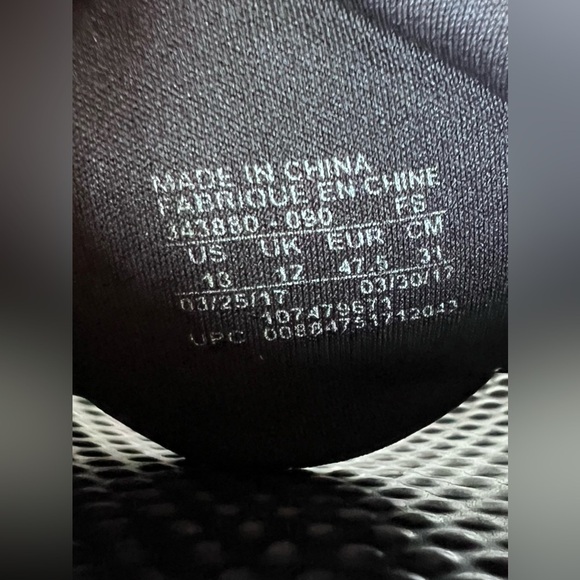 MADE IN CHINA
FABRIQUE EN CHINE
343880-090 FS
US UK EUR CM
13 12 47.5 31
03/25/17 03/30/17
407479671
UPC 00884751712043